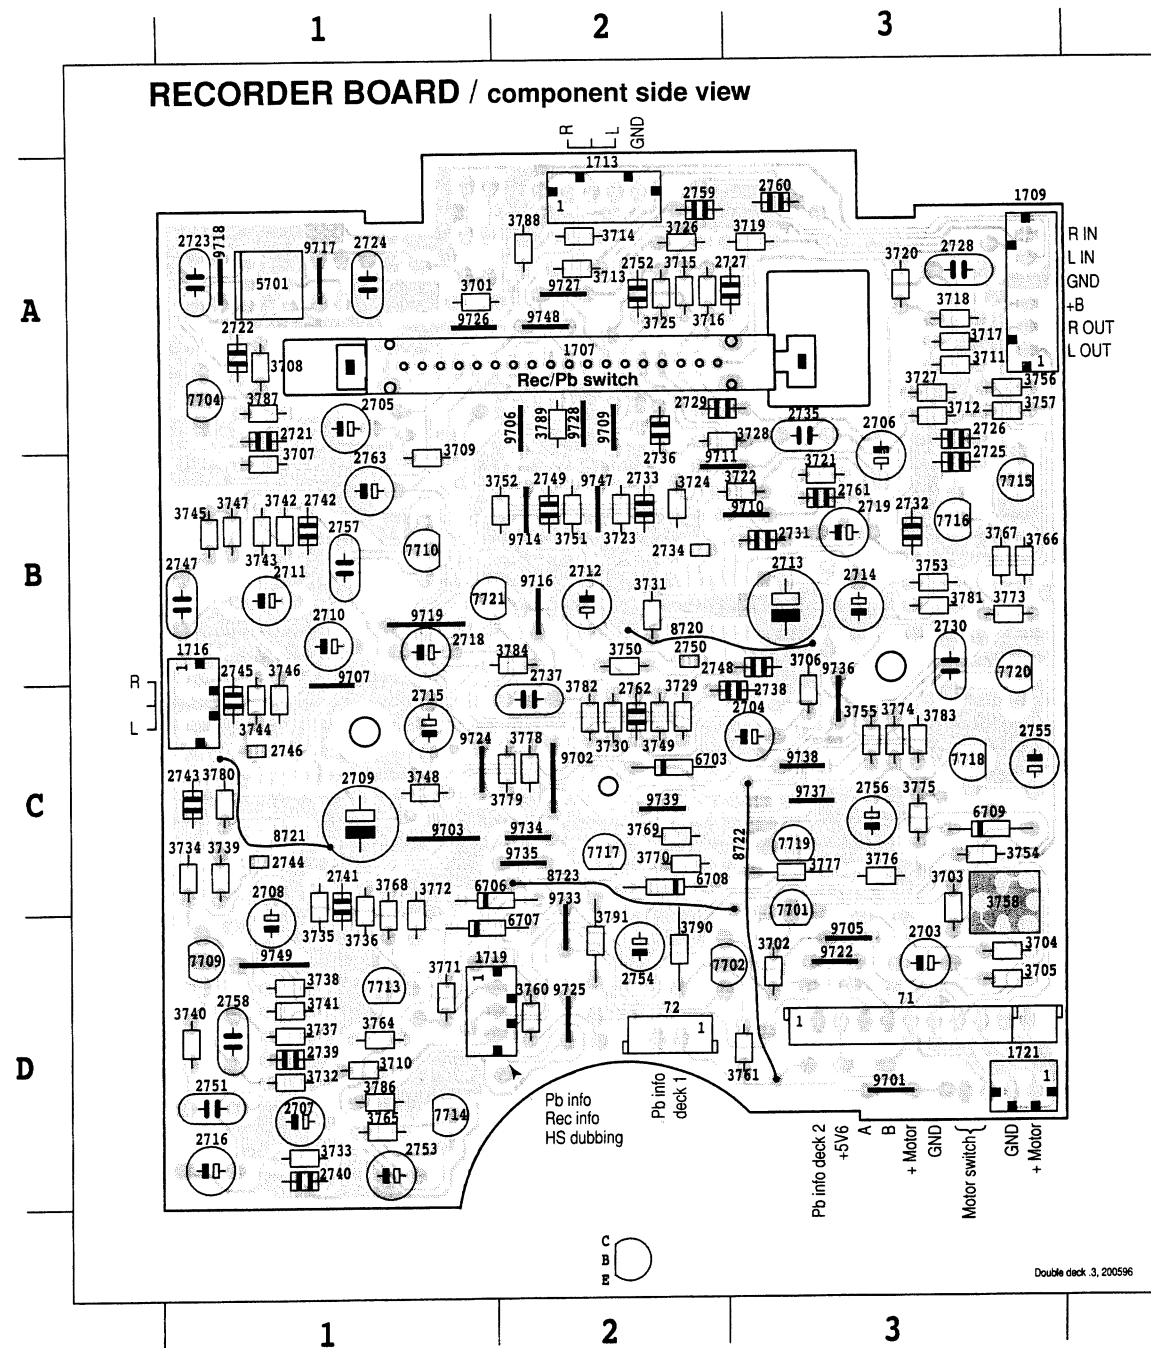 1 2 3
RECORDER BOARD / component side view
R L GND
1713
2759 2760 1709
3788 3714 3726 3719 R IN
2723 9718 9717 2724 3720 2728 L IN
5701 3713 2752 3715 2727 GND
3701 9727 3718 +B
A
9726 9748 3725 3716 R OUT
2722 3717 L OUT
1707 3711 1
3708 Rec/Pb switch 3727 3756
7704 3787 2705 2729 3712 3757
9706 3789 9728 9709 2735 2706
2721 3728 2726
3707 2763 3709 2736 9711 3721 2725
3752 2749 9747 2733 3724 3722 2761 7715
3745 3747 3742 2742 2757 9710 2719 2732 7716
9714 3751 3723 2731 3767 3766
3743 7710 2734
B
2747 2711 9716 2712 2713 2714 3753
7721 3731 3781 3773
2710 9719 8720 2730
2718
1716 1 3784 3750 2750 2748 3706 9736 7720
R 2745 3746 9707 2737 3782 2762 3729 2738
2715 2704 3755 3774 3783 2755
L 3744 9724 3778 3730 3749
2746 9702 6703 9738 7718
2743 3780 2709 3748 3779 9737 2756 3775
C
9739 6709
8721 9703 9734 3769 8722 7719
3734 3739 2744 9735 7717 3770 3777 3776 3754
8723 6708 3703
2708 2741 3768 3772 6706 3758
9733 7701
3735 3736 6707 3791 3790 9705 2703 3704
7709 9749 2754 7702 3702 9722
3738 7713 3771 1719 1 3705
2758 3741 3760 9725 72 71
3740 3737 3764 1 1
D
2739 3761 1721
3732 3710 9701 1
2751 3786
2707 7714 Pb info Pb info
3765 Rec info deck 1
2716 HS dubbing
3733 2753
2740
Pb info deck 2 +5V6 A B + Motor GND Motor switch{ GND + Motor
C
B
E
Double deck .3, 200596
1 2 3